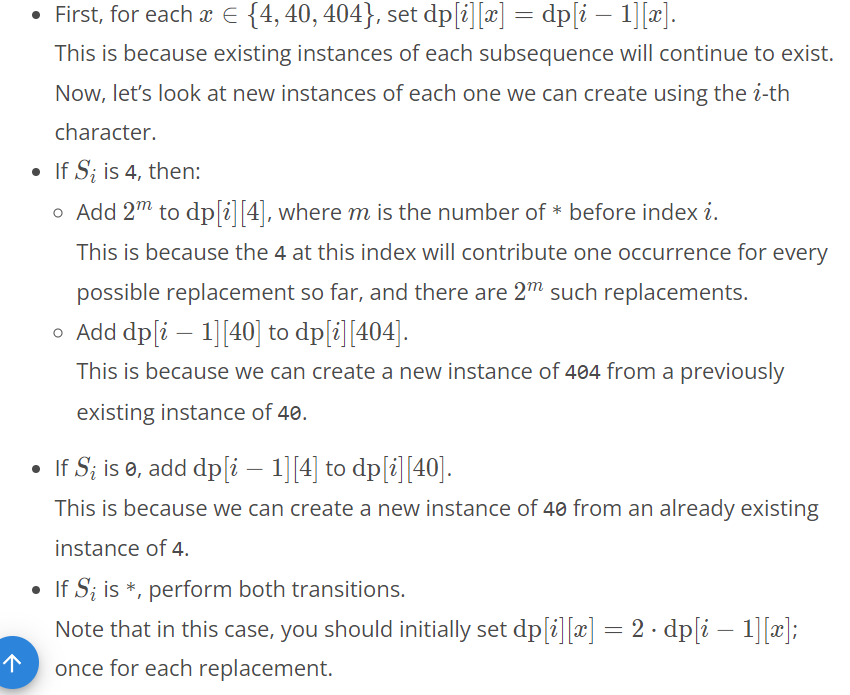 • First, for each x ∈ {4, 40, 404}, set dp[i][x] = dp[i − 1][x].
This is because existing instances of each subsequence will continue to exist.
Now, let’s look at new instances of each one we can create using the i-th
character.
• If Sᵢ is 4, then:
◦ Add 2ᵐ to dp[i][4], where m is the number of * before index i.
This is because the 4 at this index will contribute one occurrence for every
possible replacement so far, and there are 2ᵐ such replacements.
◦ Add dp[i − 1][40] to dp[i][404].
This is because we can create a new instance of 404 from a previously
existing instance of 40.
• If Sᵢ is 0, add dp[i − 1][4] to dp[i][40].
This is because we can create a new instance of 40 from an already existing
instance of 4.
• If Sᵢ is *, perform both transitions.
Note that in this case, you should initially set dp[i][x] = 2 · dp[i − 1][x];
once for each replacement.